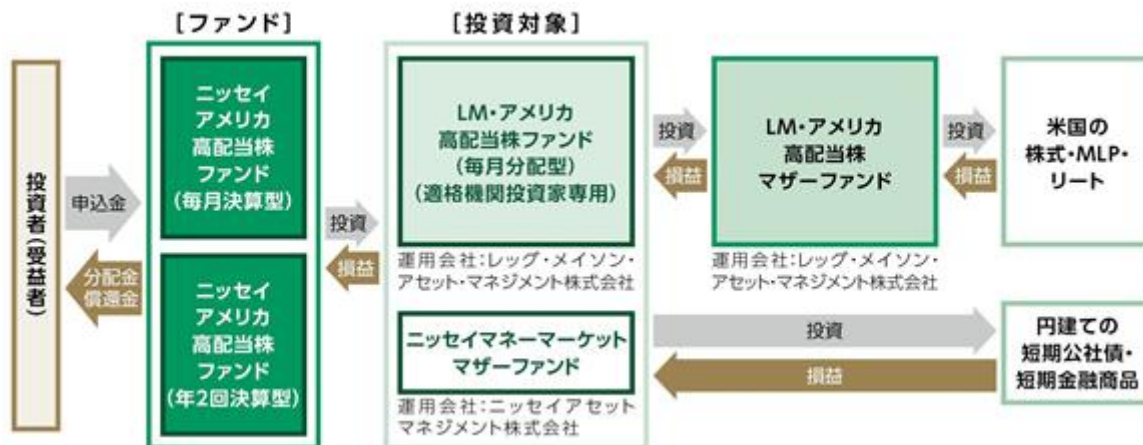 [ファンド]
[投資対象]
投資者(受益者)
申込金
分配金
償還金
ニッセイ
アメリカ
高配当株
ファンド
(毎月決算型)
ニッセイ
アメリカ
高配当株
ファンド
(年2回決算型)
投資
損益
LM・アメリカ
高配当株ファンド
(毎月分配型)
(適格機関投資家専用)
運用会社:レッグ・メイソン・
アセット・マネジメント株式会社
ニッセイマネーマーケット
マザーファンド
運用会社:ニッセイアセット
マネジメント株式会社
投資
損益
LM・アメリカ
高配当株
マザーファンド
運用会社:レッグ・メイソン・
アセット・マネジメント株式会社
投資
損益
米国の
株式・MLP・
リート
投資
損益
円建ての
短期公社債・
短期金融商品